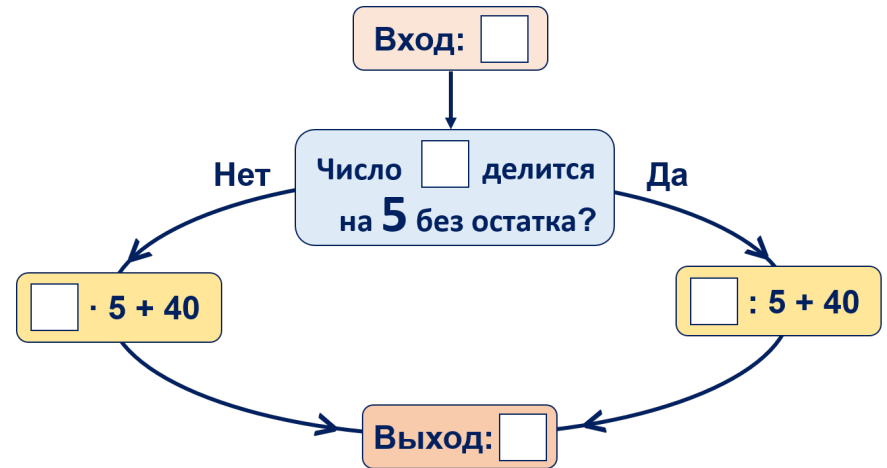 Вход:
Нет
Число делится
на 5 без остатка?
Да
· 5 + 40
: 5 + 40
Выход: